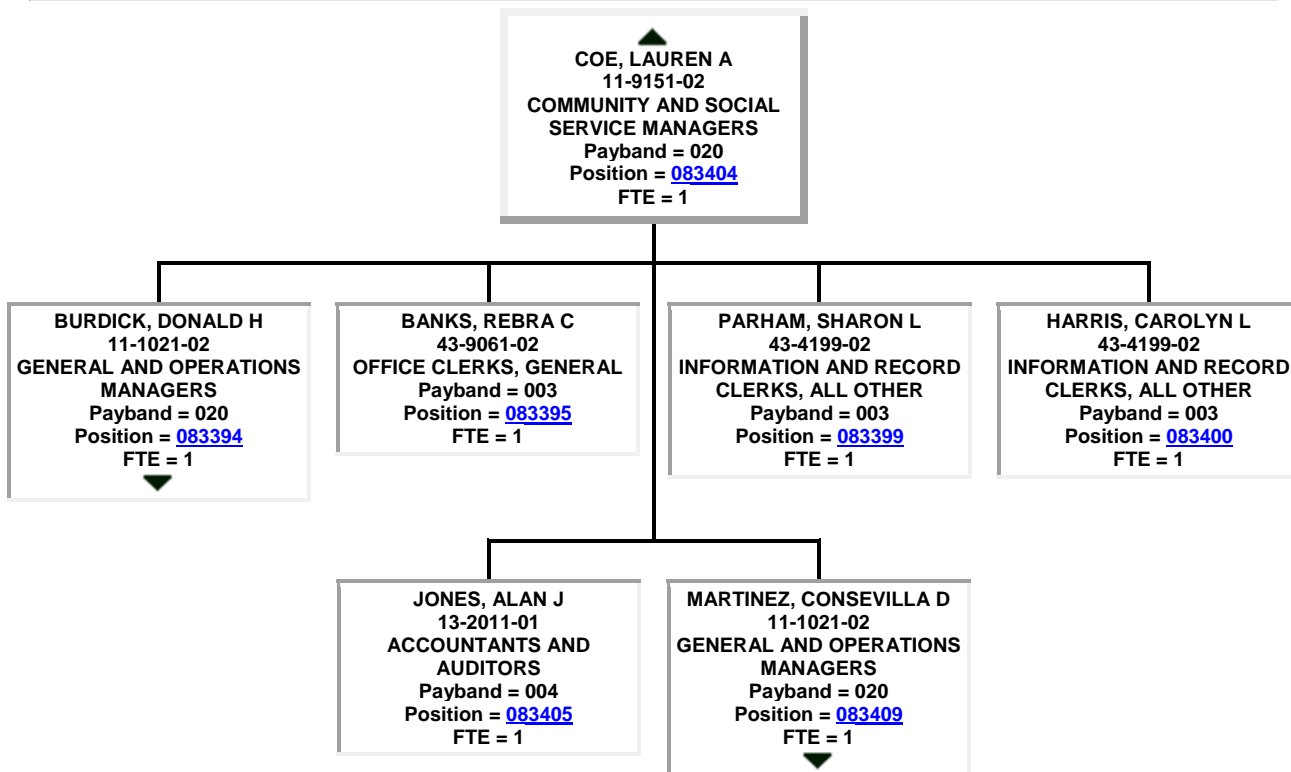 COE, LAUREN A
11-9151-02
COMMUNITY AND SOCIAL
SERVICE MANAGERS
Payband = 020
Position = 083404
FTE = 1
BURDICK, DONALD H
11-1021-02
GENERAL AND OPERATIONS
MANAGERS
Payband = 020
Position = 083394
FTE = 1
BANKS, REBRA C
43-9061-02
OFFICE CLERKS, GENERAL
Payband = 003
Position = 083395
FTE = 1
PARHAM, SHARON L
43-4199-02
INFORMATION AND RECORD
CLERKS, ALL OTHER
Payband = 003
Position = 083399
FTE = 1
HARRIS, CAROLYN L
43-4199-02
INFORMATION AND RECORD
CLERKS, ALL OTHER
Payband = 003
Position = 083400
FTE = 1
JONES, ALAN J
13-2011-01
ACCOUNTANTS AND
AUDITORS
Payband = 004
Position = 083405
FTE = 1
MARTINEZ, CONSEVILLA D
11-1021-02
GENERAL AND OPERATIONS
MANAGERS
Payband = 020
Position = 083409
FTE = 1